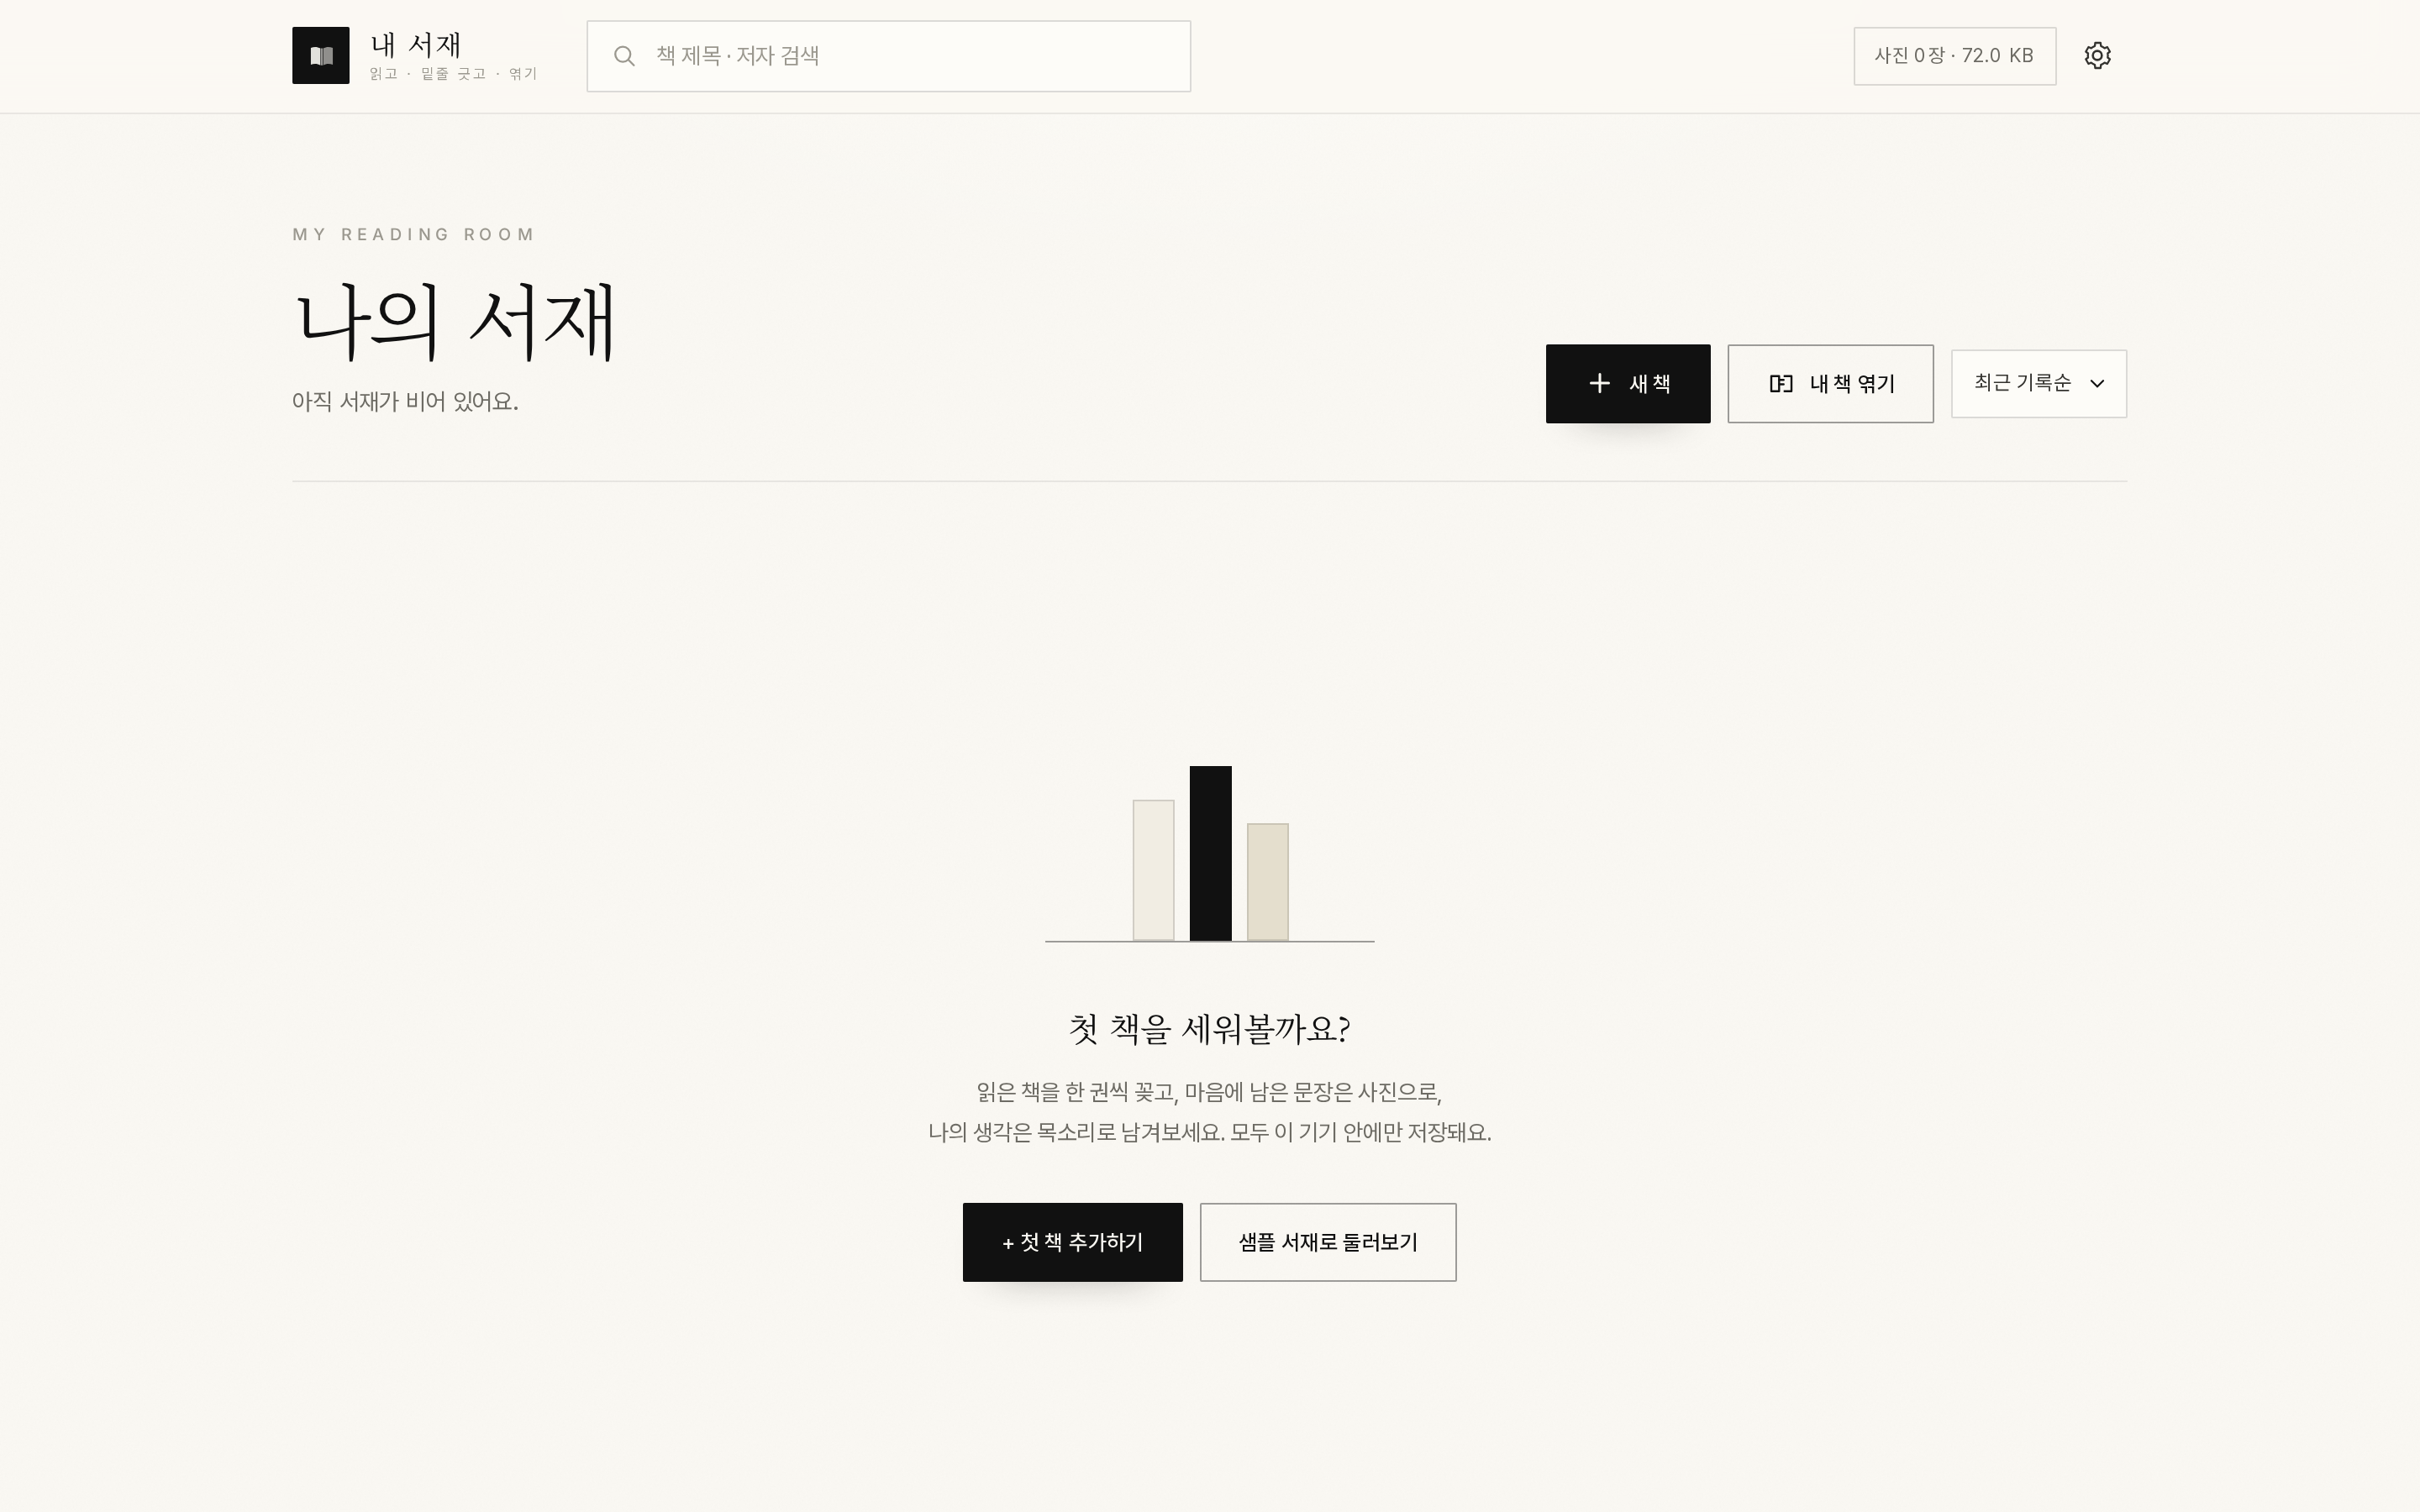 내 서재
읽고 · 밑줄 긋고 · 엮기
책 제목 · 저자 검색
사진 0장 · 72.0 KB
MY READING ROOM
나의 서재
아직 서재가 비어 있어요.
새 책
내 책 엮기
최근 기록순
첫 책을 세워볼까요?
읽은 책을 한 권씩 꽂고, 마음에 남은 문장은 사진으로,
나의 생각은 목소리로 남겨보세요. 모두 이 기기 안에만 저장돼요.
+ 첫 책 추가하기
샘플 서재로 둘러보기